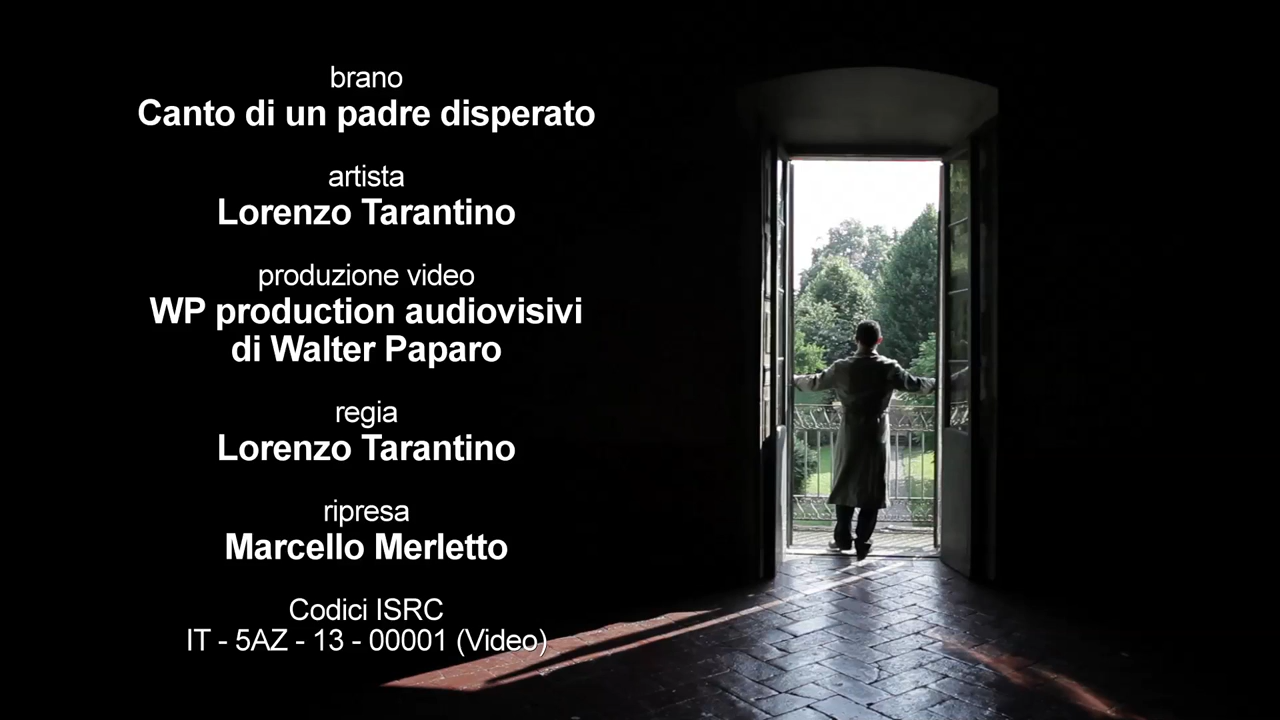 brano
Canto di un padre disperato
artista
Lorenzo Tarantino
produzione video
WP production audiovisivi
di Walter Paparo
regia
Lorenzo Tarantino
ripresa
Marcello Merletto
Codici ISRC
IT - 5AZ - 13 - 00001 (Video)